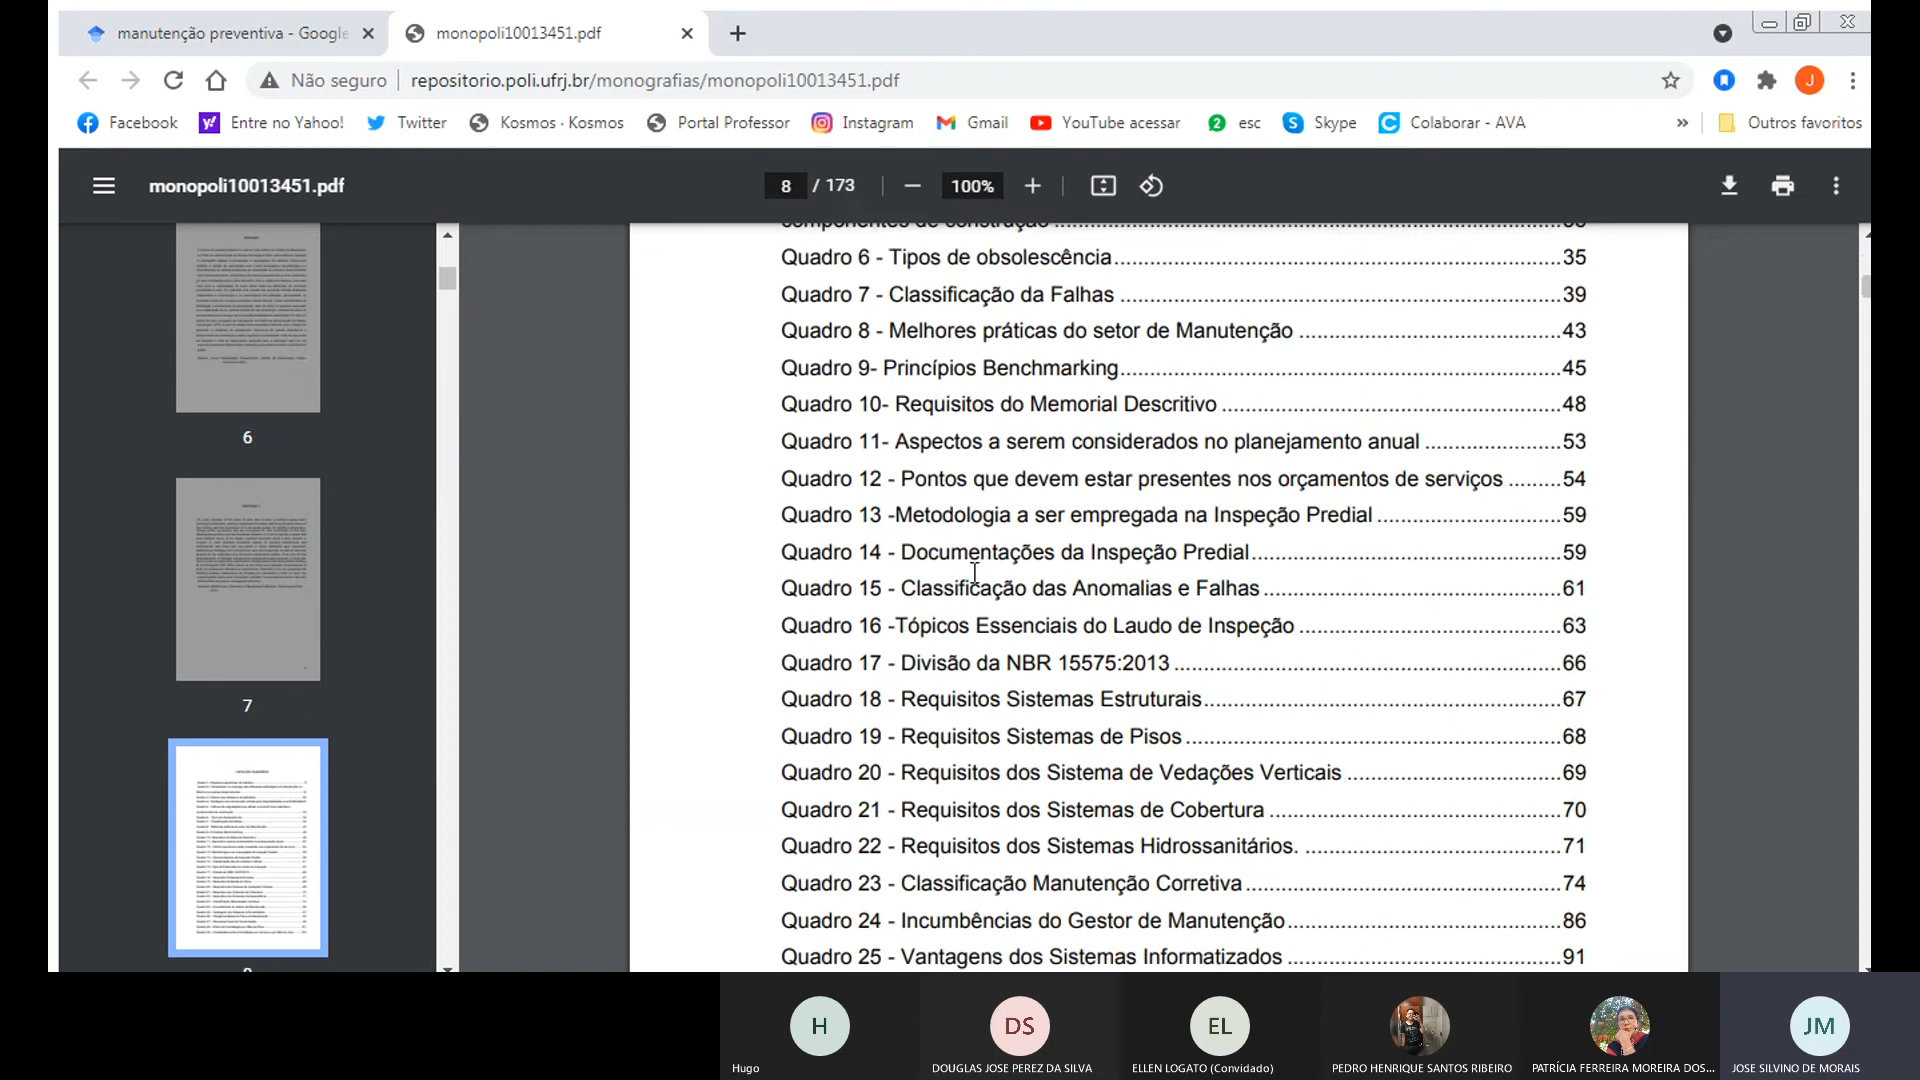 manutenção preventiva - Google
monopoli10013451.pdf
Não seguro
repositorio.poli.ufrj.br/monografias/monopoli10013451.pdf
J
Facebook
Entre no Yahoo!
Twitter
Kosmos · Kosmos
Portal Professor
Instagram
Gmail
YouTube acessar
2
esc
Skype
Colaborar - AVA
»
Outros favoritos
monopoli10013451.pdf
8 / 173
100%
componentes de construção
Quadro 6 - Tipos de obsolescência 35
Quadro 7 - Classificação da Falhas 39
Quadro 8 - Melhores práticas do setor de Manutenção 43
Quadro 9- Princípios Benchmarking 45
Quadro 10- Requisitos do Memorial Descritivo 48
Quadro 11- Aspectos a serem considerados no planejamento anual 53
Quadro 12 - Pontos que devem estar presentes nos orçamentos de serviços 54
Quadro 13 -Metodologia a ser empregada na Inspeção Predial 59
Quadro 14 - Documentações da Inspeção Predial 59
Quadro 15 - Classificação das Anomalias e Falhas 61
Quadro 16 -Tópicos Essenciais do Laudo de Inspeção 63
Quadro 17 - Divisão da NBR 15575:2013 66
Quadro 18 - Requisitos Sistemas Estruturais 67
Quadro 19 - Requisitos Sistemas de Pisos 68
Quadro 20 - Requisitos dos Sistema de Vedações Verticais 69
Quadro 21 - Requisitos dos Sistemas de Cobertura 70
Quadro 22 - Requisitos dos Sistemas Hidrossanitários. 71
Quadro 23 - Classificação Manutenção Corretiva 74
Quadro 24 - Incumbências do Gestor de Manutenção 86
Quadro 25 - Vantagens dos Sistemas Informatizados 91
6
7
H
Hugo
DS
DOUGLAS JOSE PEREZ DA SILVA
EL
ELLEN LOGATO (Convidado)
PEDRO HENRIQUE SANTOS RIBEIRO
PATRÍCIA FERREIRA MOREIRA DOS...
JM
JOSE SILVINO DE MORAIS